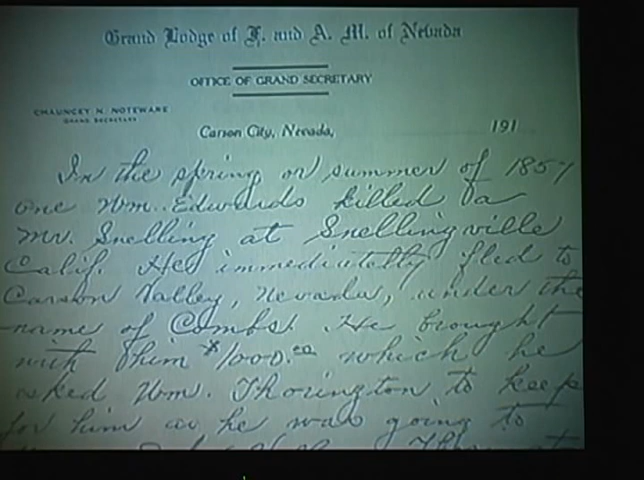 Grand Lodge of F. and A. M. of Nevada
OFFICE OF GRAND SECRETARY
CHAUNCEY N. NOTEWARE
GRAND SECRETARY
Carson City, Nevada, 191
In the spring or summer of 1857
one Wm. Edwards killed a
Mr. Snelling at Snellingville
Calif. He immediatelly fled to
Carson Valley, Nevada, under the
name of Combs. He brought
with him $1000.00 which he
asked Wm. Thorington to keep
for him as he was going to